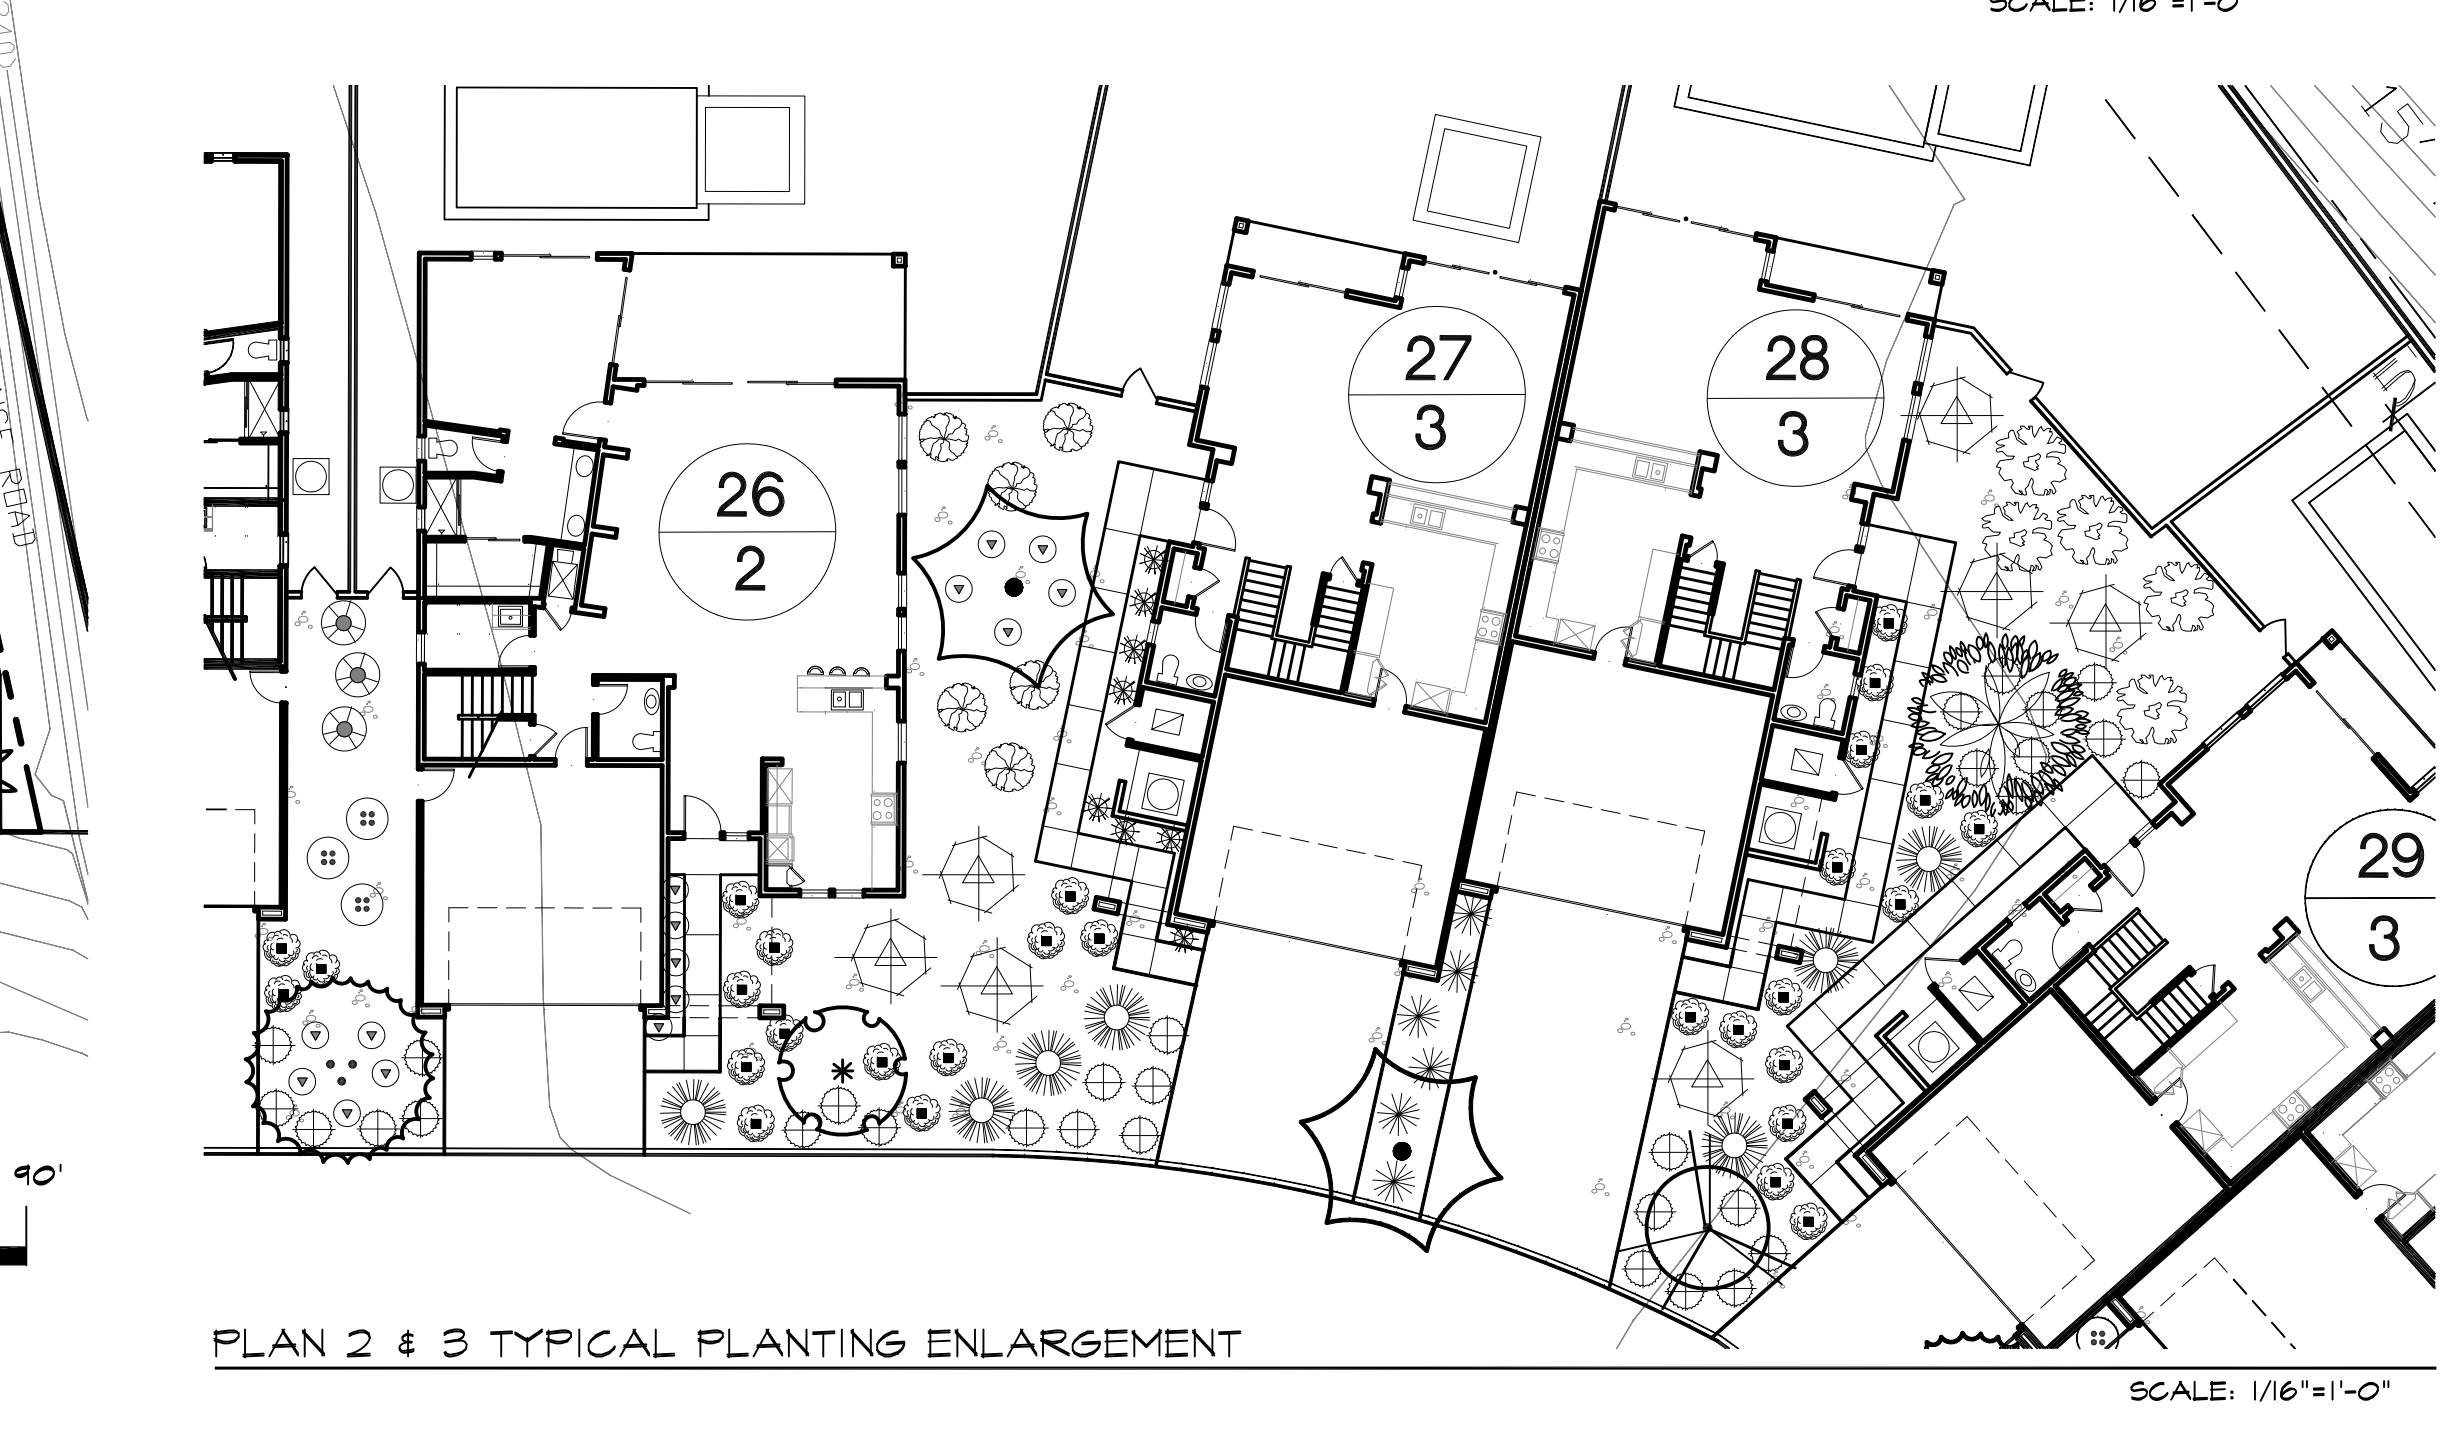 SCALE: 1/16"=1'-0"
15
ROAD
26
2
27
3
28
3
29
3
90'
PLAN 2 & 3 TYPICAL PLANTING ENLARGEMENT
SCALE: 1/16"=1'-0"